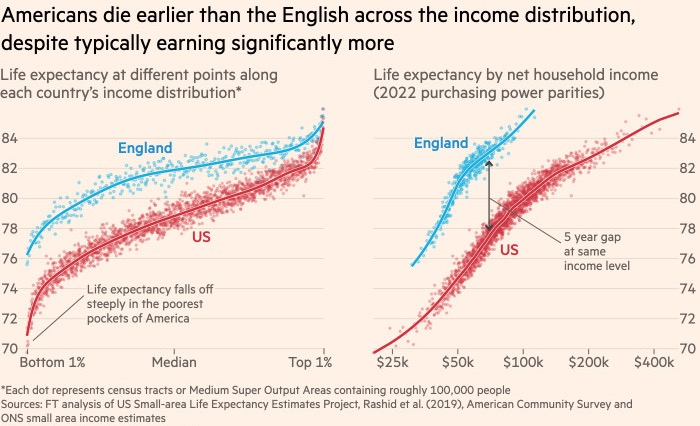 Americans die earlier than the English across the income distribution,
despite typically earning significantly more
Life expectancy at different points along
each country's income distribution*
84
82
80
78
76
74
72
70
England
US
Life expectancy falls off
steeply in the poorest
pockets of America
Bottom 1%
Median
Top 1%
Life expectancy by net household income
(2022 purchasing power parities)
England
US
5 year gap
at same
income level
84
82
80
78
76
74
72
70
$25k
$50k
$100k
$200k
$400k
*Each dot represents census tracts or Medium Super Output Areas containing roughly 100,000 people
Sources: FT analysis of US Small-area Life Expectancy Estimates Project, Rashid et al. (2019), American Community Survey and
ONS small area income estimates